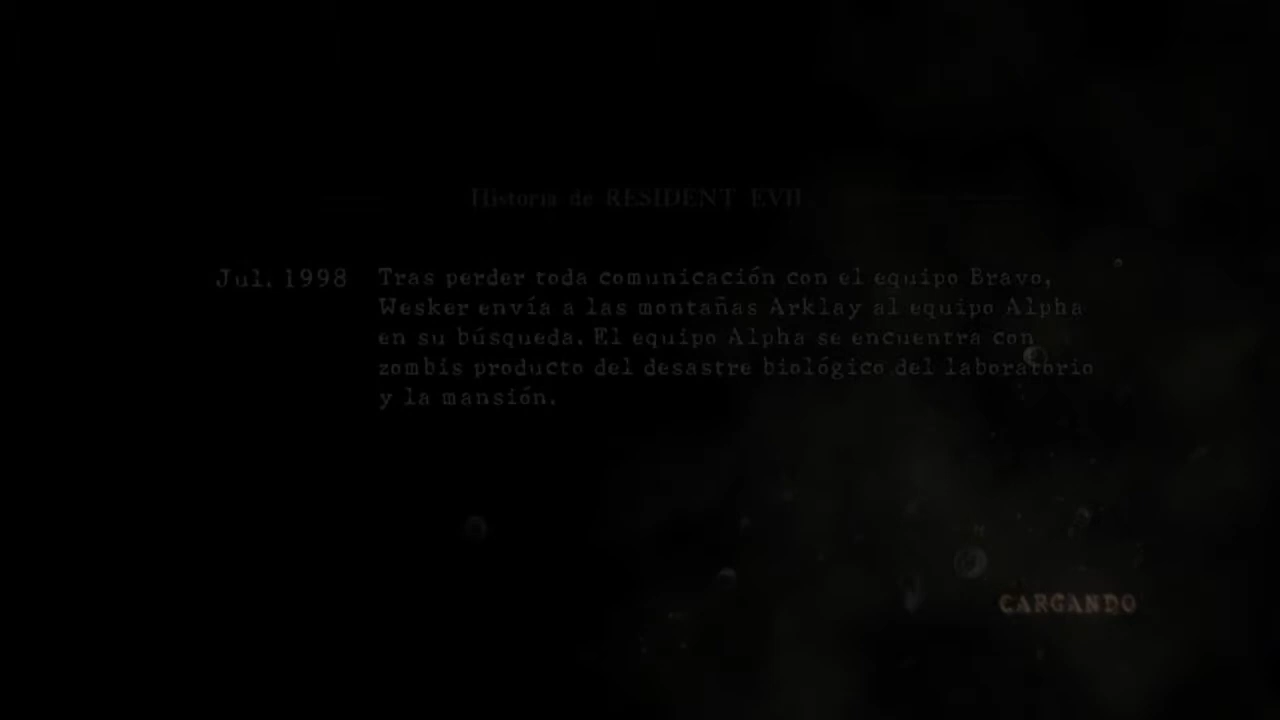 Historia de RESIDENT EVIL
Jul. 1998 Tras perder toda comunicación con el equipo Bravo,
Wesker envía a las montañas Arklay al equipo Alpha
en su búsqueda. El equipo Alpha se encuentra con
zombis producto del desastre biológico del laboratorio
y la mansión.
CARGANDO